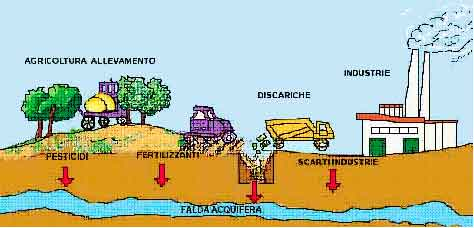 AGRICOLTURA ALLEVAMENTO
INDUSTRIE
DISCARICHE
PESTICIDI
FERTILIZZANTI
SCARTI INDUSTRIE
FALDA ACQUIFERA